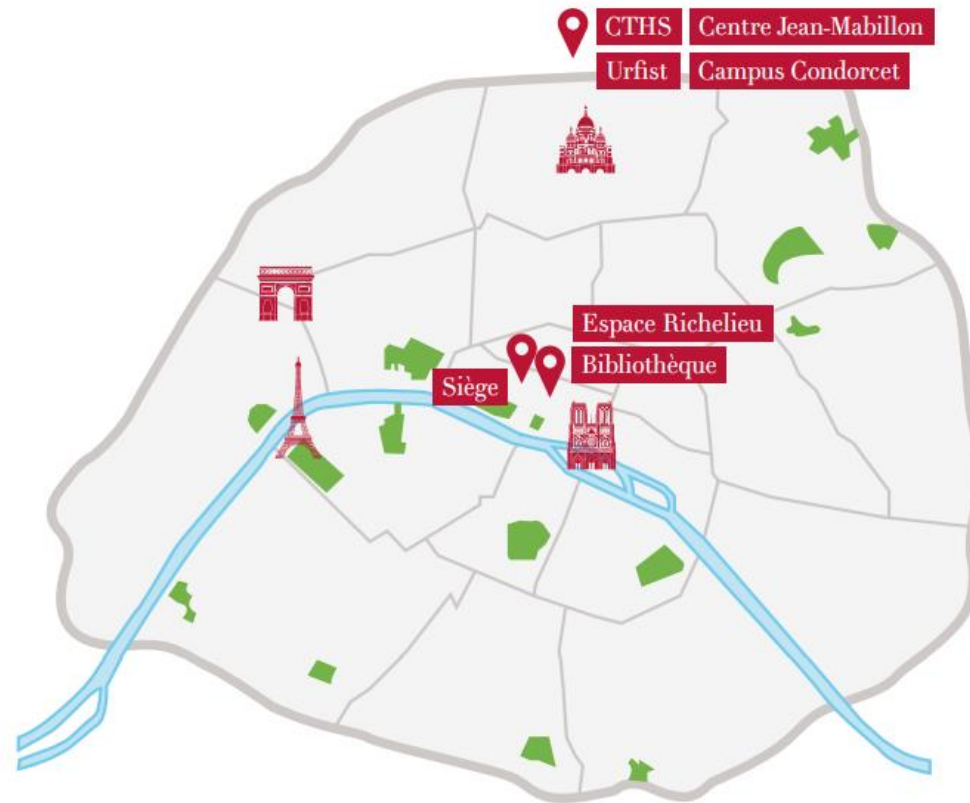 CTHS Centre Jean-Mabillon
Urfist Campus Condorcet
Espace Richelieu
Bibliothèque
Siège